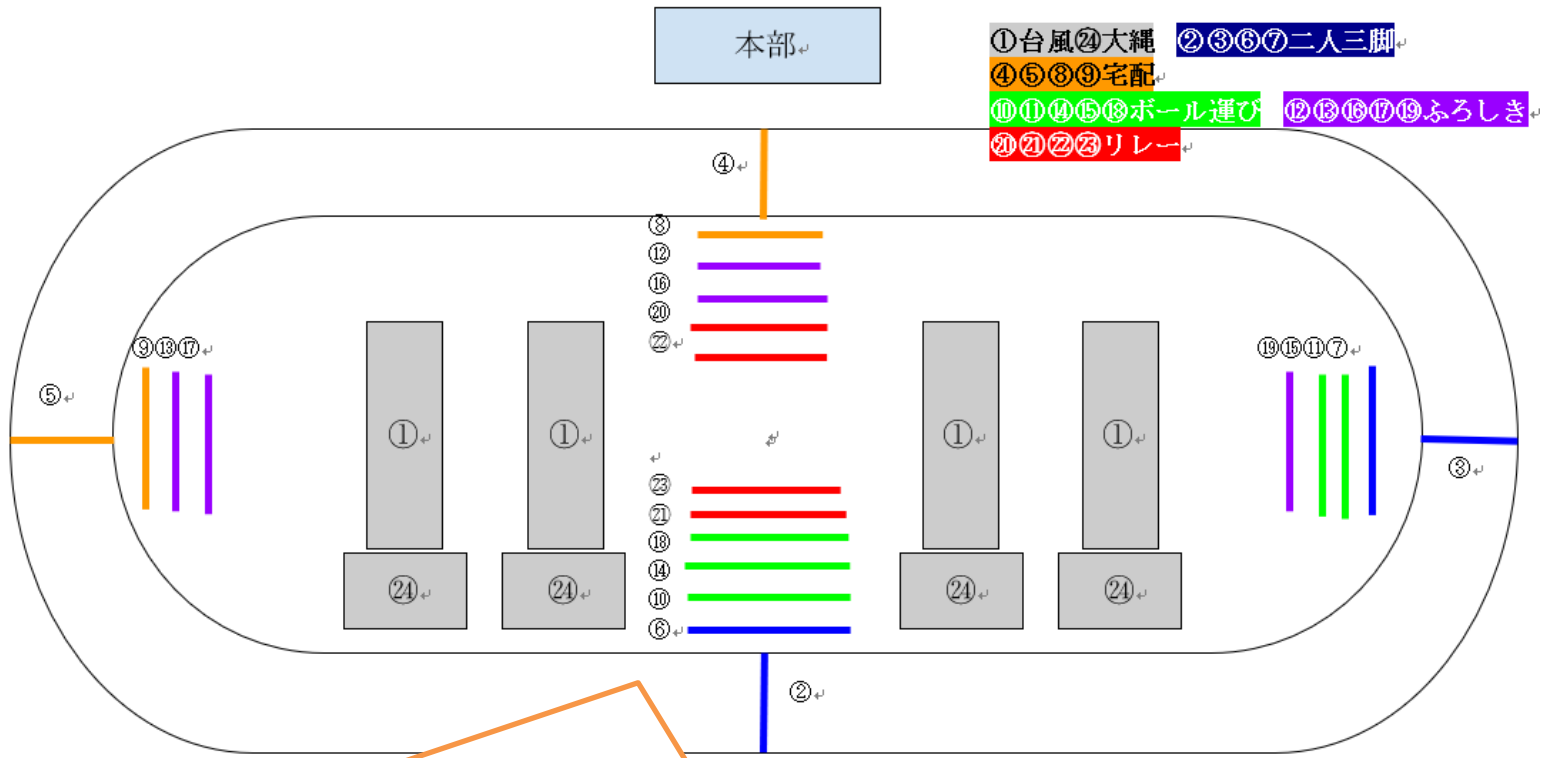 本部
①台風㉔大縄 ②③⑥⑦二人三脚
④⑤⑧⑨宅配
⑩⑪⑭⑮⑱ボール運び ⑫⑬⑯⑰⑲ふろしき
⑳㉑㉒㉓リレー
④
⑧
⑫
⑯
⑳
㉒
⑨⑬⑰
⑲⑮⑪⑦
⑤
① ① ① ①
③
㉓
㉑
⑱
⑭
⑩
⑥
㉔ ㉔ ㉔ ㉔
②